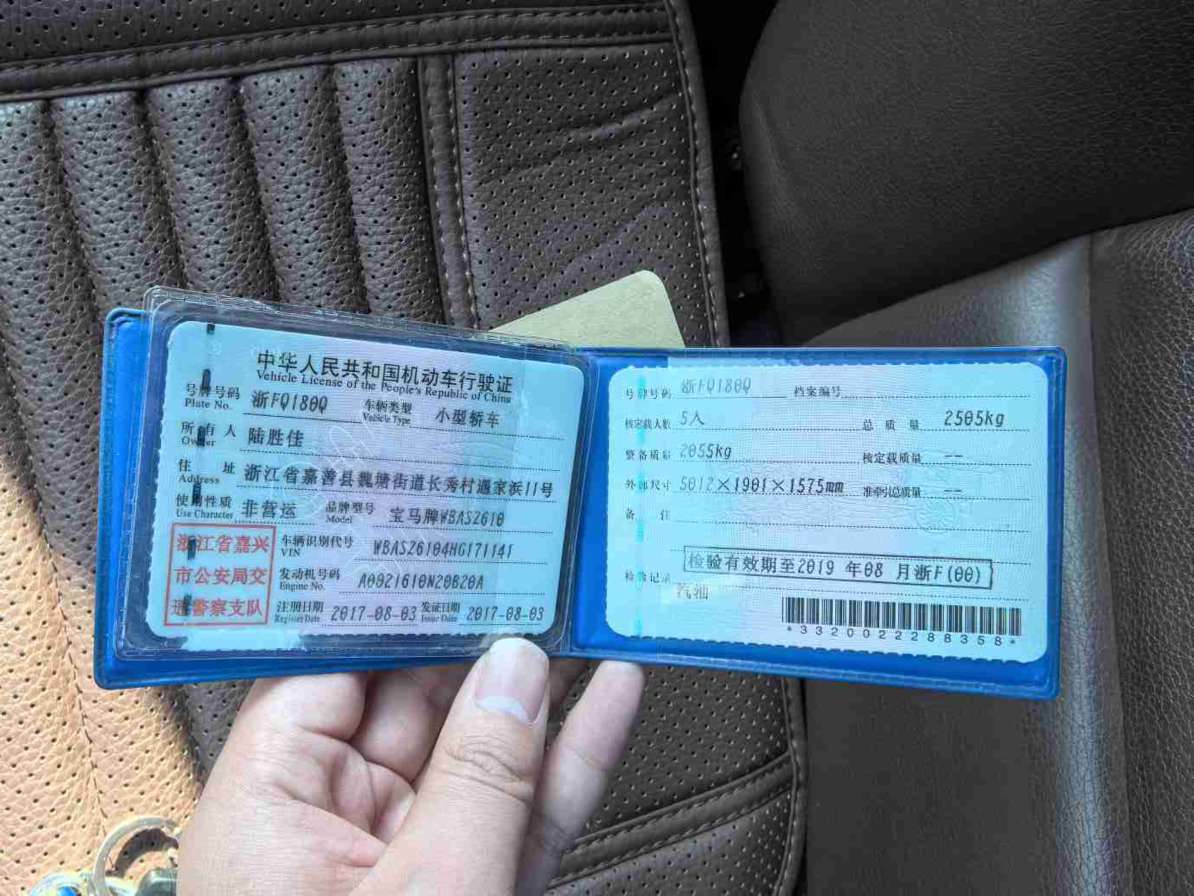 中华人民共和国机动车行驶证
Vehicle License of the People's Republic of China
号牌号码 浙FQ180Q 车辆类型 小型轿车
Plate No. Vehicle Type
所有人 陆胜佳
Owner
住址 浙江省嘉善县魏塘街道长秀村遇家浜11号
Address
使用性质 非营运 品牌型号 宝马牌WBAS2610
Use Character Model
浙江省嘉兴
市公安局交
通警察支队
车辆识别代号 WBAS26104HG171141
VIN
发动机号码 A0021610N20B20A
Engine No.
注册日期 2017-08-03 发证日期 2017-08-03
Register Date Issue Date
号牌号码 浙FQ180Q 档案编号
核定载人数 5人 总质量 2505kg
整备质量 2055kg 核定载质量 --
外廓尺寸 5012×1901×1575mm 准牵引总质量 --
备注
检验有效期至2019 年08 月浙F(00)
检验记录
汽油
*3320022288358*